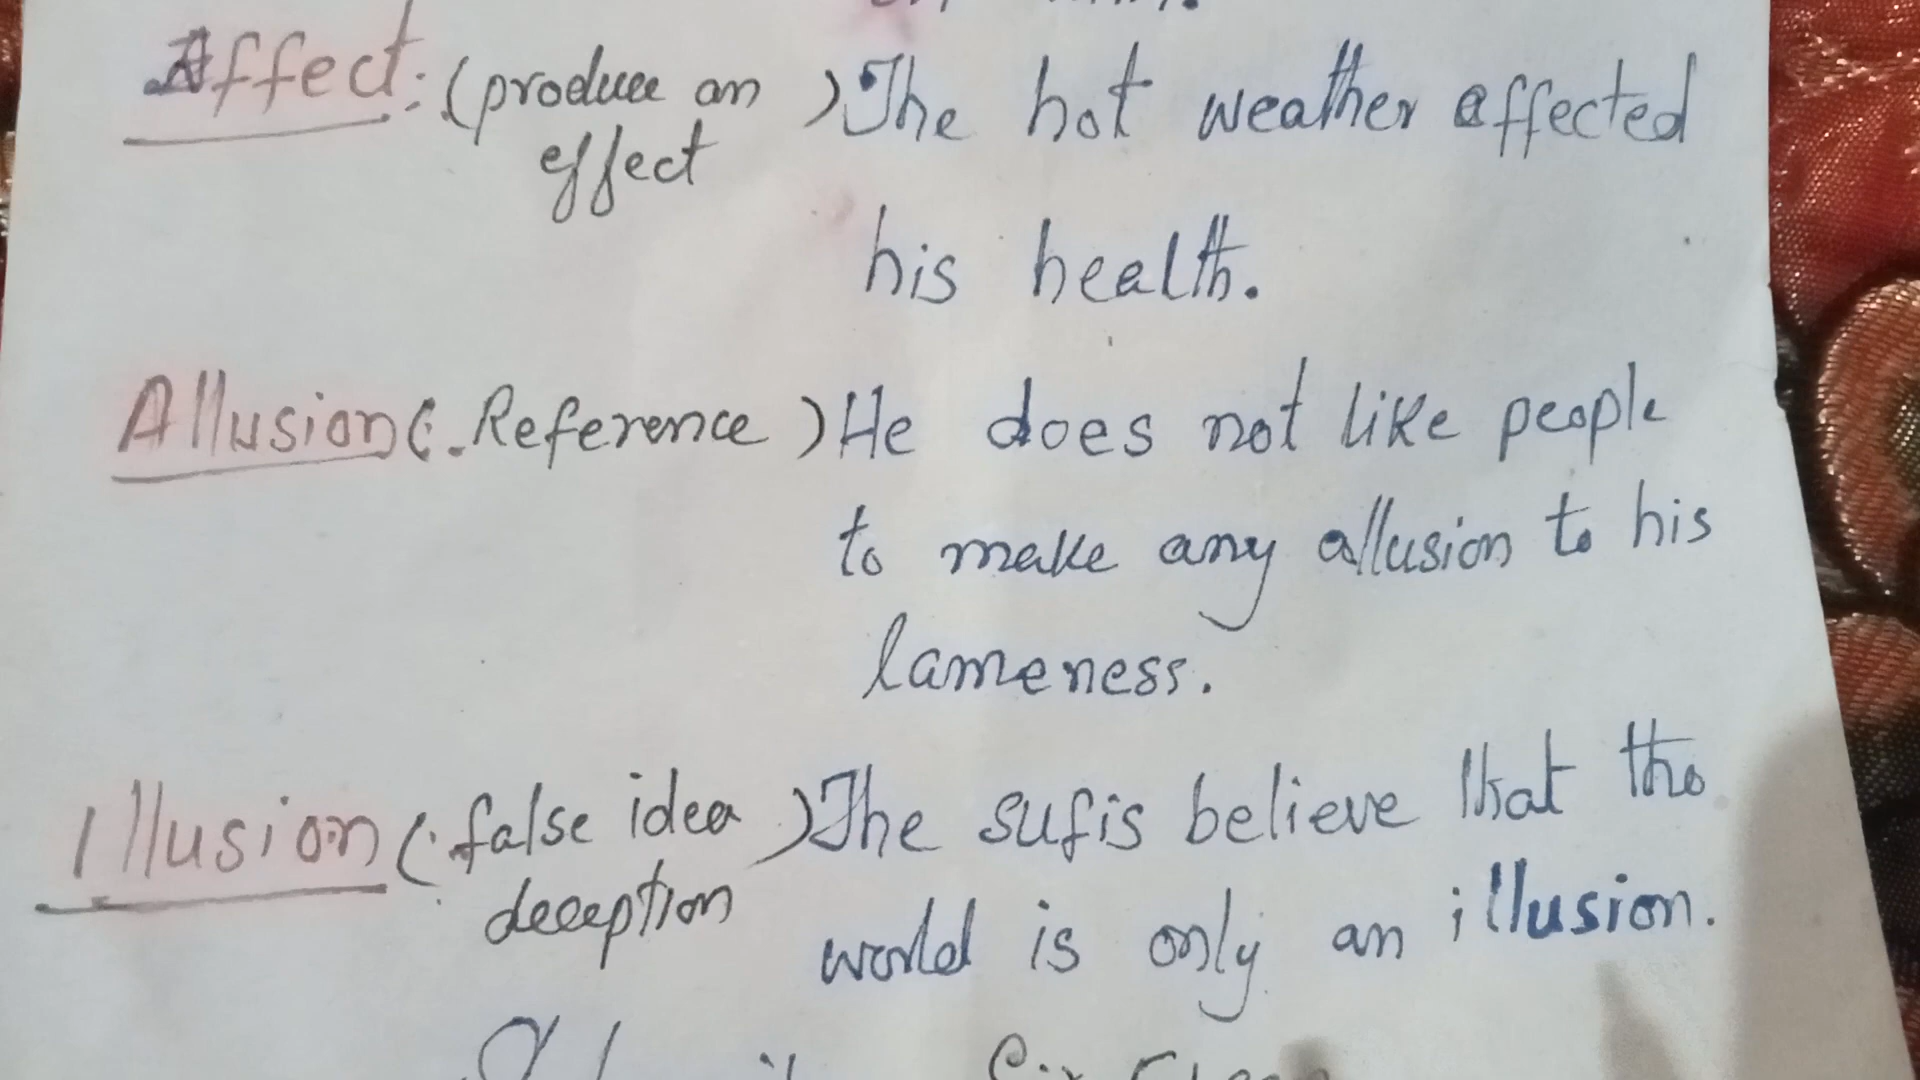 Affect: (produce an ) The hot weather affected
effect
his health.
Allusion (. Reference ) He does not like people
to make any allusion to his
lameness.
Illusion (. false idea ) The sufis believe that the
deception
world is only an illusion.